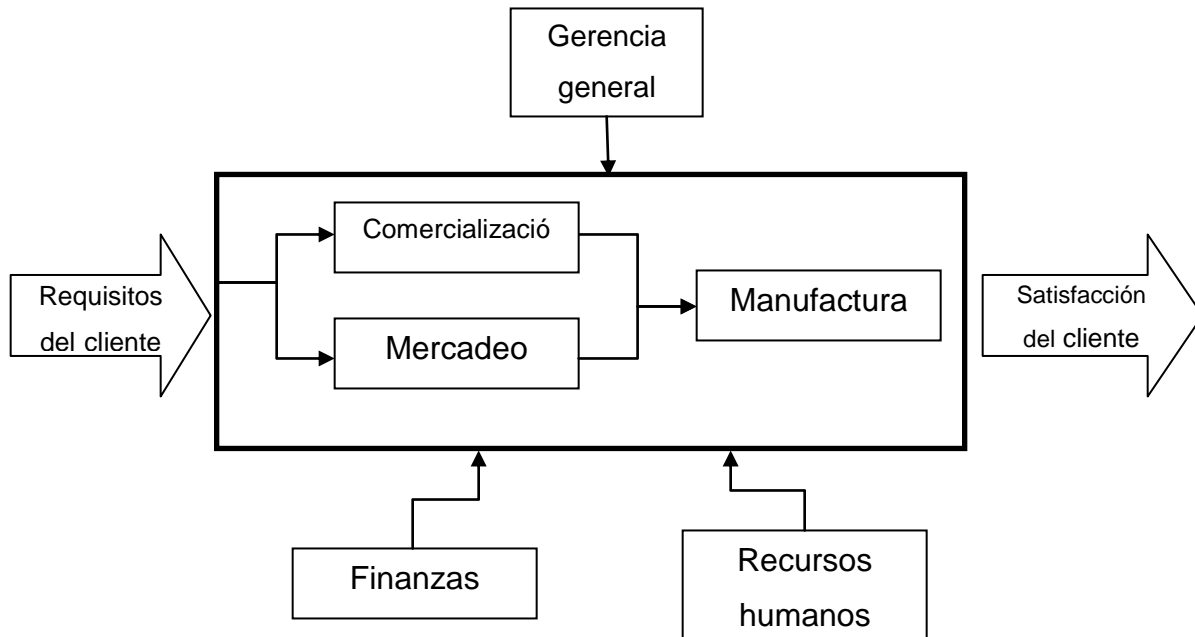 Gerencia
general
Comercializació
Requisitos
del cliente
Mercadeo
Manufactura
Satisfacción
del cliente
Finanzas
Recursos
humanos